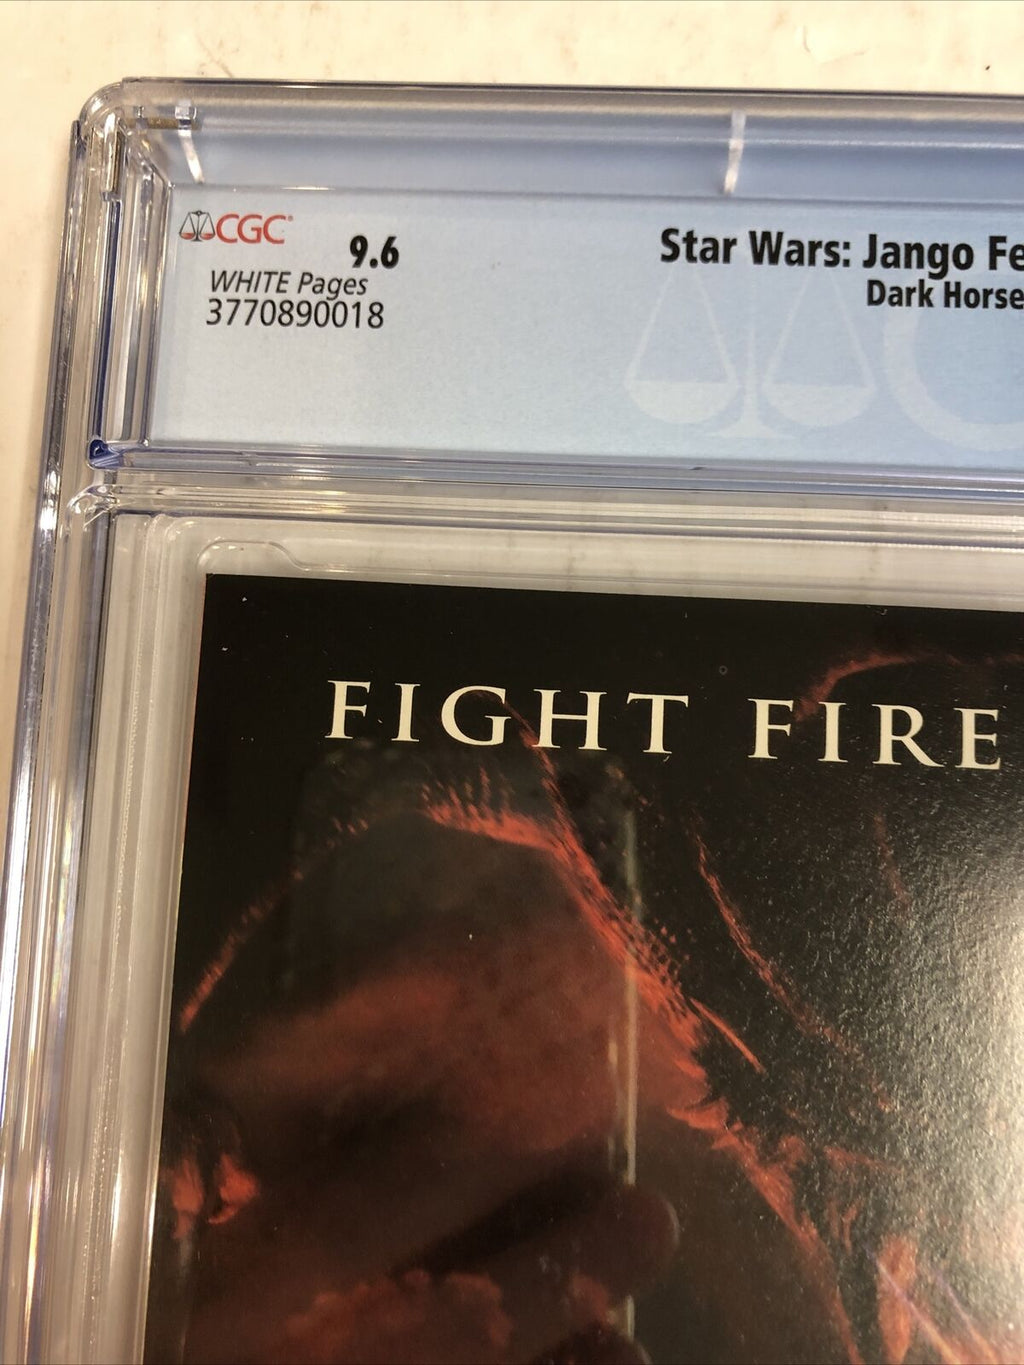 CGC
9.6
WHITE Pages
3770890018
Star Wars: Jango Fe
Dark Horse
FIGHT FIRE